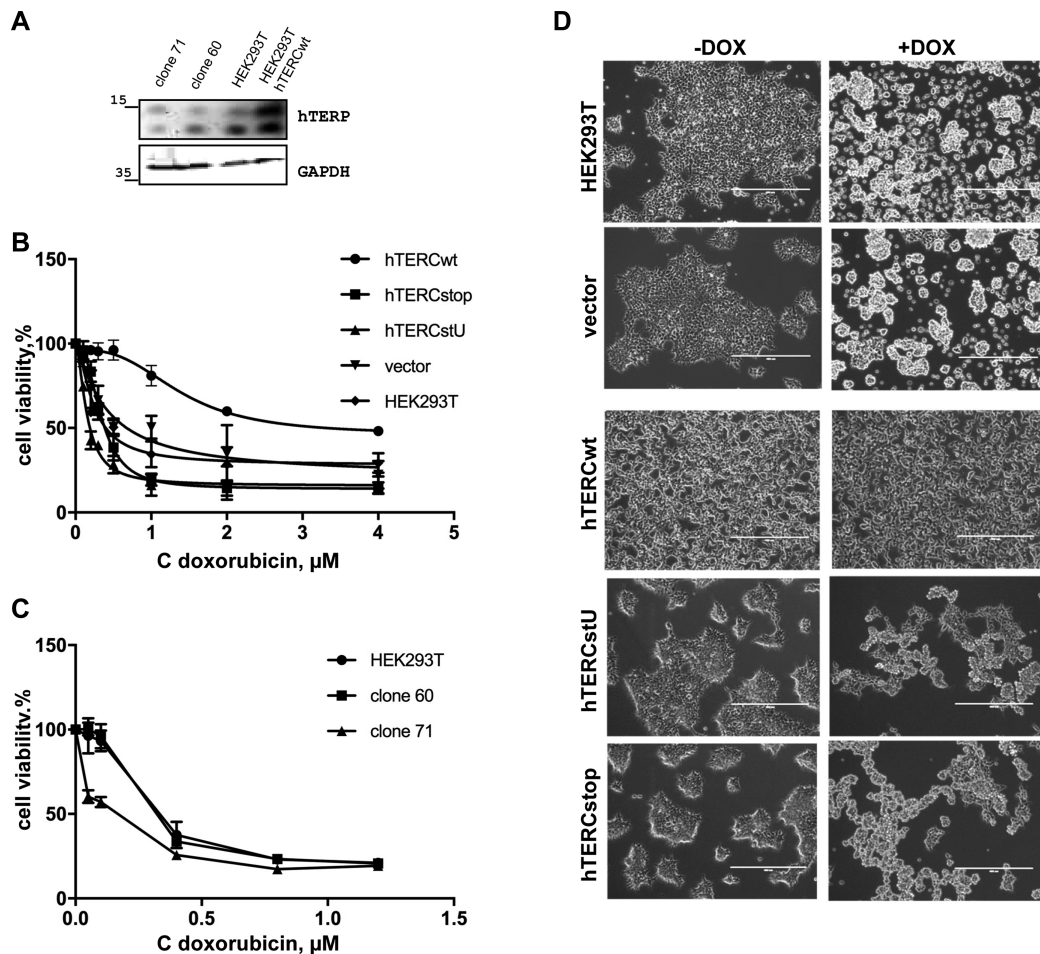 A
clone 71
clone 60
HEK293T
HEK293T
hTERCwt
15
hTERP
35
GAPDH
B
150
100
50
0
cell viability,%
0 1 2 3 4 5
C doxorubicin, µM
hTERCwt
hTERCstop
hTERCstU
vector
HEK293T
C
150
100
50
0
cell viability.%
0.0 0.5 1.0 1.5
C doxorubicin, µM
HEK293T
clone 60
clone 71
D
-DOX +DOX
HEK293T
vector
hTERCwt
hTERCstU
hTERCstop